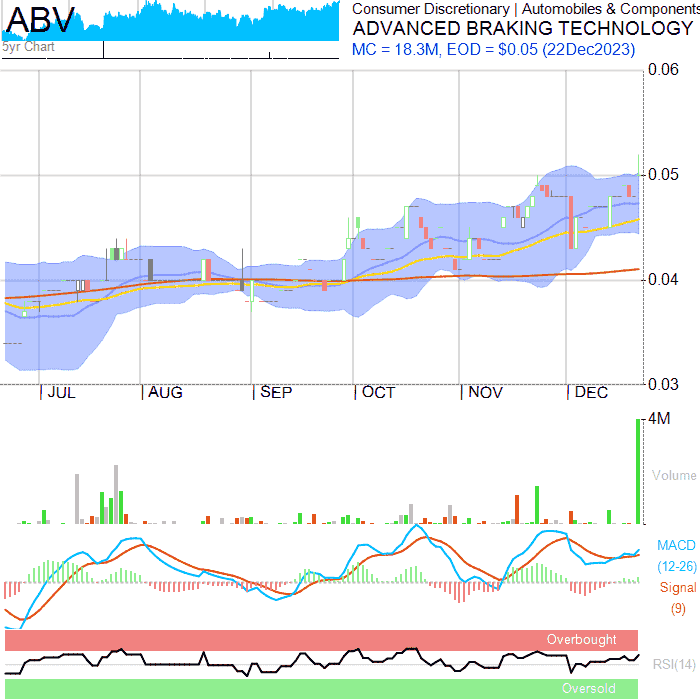 ABV
5yr Chart
Consumer Discretionary | Automobiles & Components
ADVANCED BRAKING TECHNOLOGY
MC = 18.3M, EOD = $0.05 (22Dec2023)
0.06
0.05
0.04
0.03
JUL AUG SEP OCT NOV DEC
4M
Volume
MACD
(12-26)
Signal
(9)
Overbought
RSI(14)
Oversold